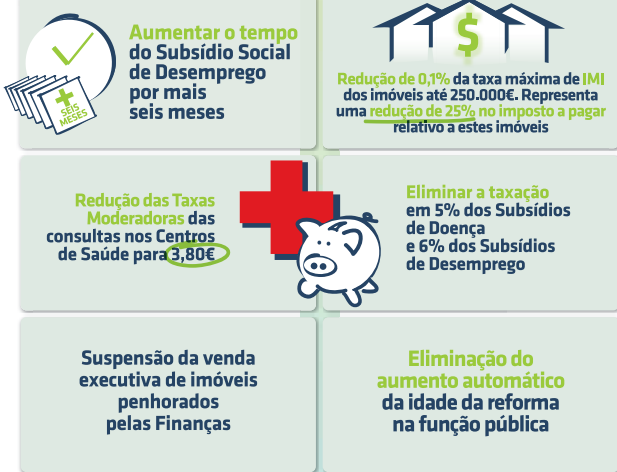 Aumentar o tempo
do Subsídio Social
de Desemprego
por mais
seis meses
+
SEIS
MESES
$
Redução de 0,1% da taxa máxima de IMI
dos imóveis até 250.000€. Representa
uma redução de 25% no imposto a pagar
relativo a estes imóveis
Redução das Taxas
Moderadoras das
consultas nos Centros
de Saúde para 3,80€
Eliminar a taxação
em 5% dos Subsídios
de Doença
e 6% dos Subsídios
de Desemprego
Suspensão da venda
executiva de imóveis
penhorados
pelas Finanças
Eliminação do
aumento automático
da idade da reforma
na função pública